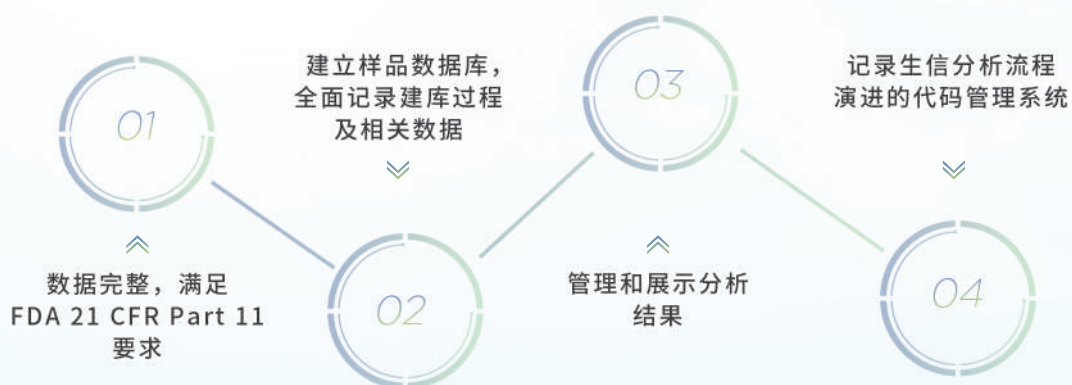 01
数据完整，满足
FDA 21 CFR Part 11
要求
建立样品数据库，
全面记录建库过程
及相关数据
02
03
管理和展示分析
结果
记录生信分析流程
演进的代码管理系统
04